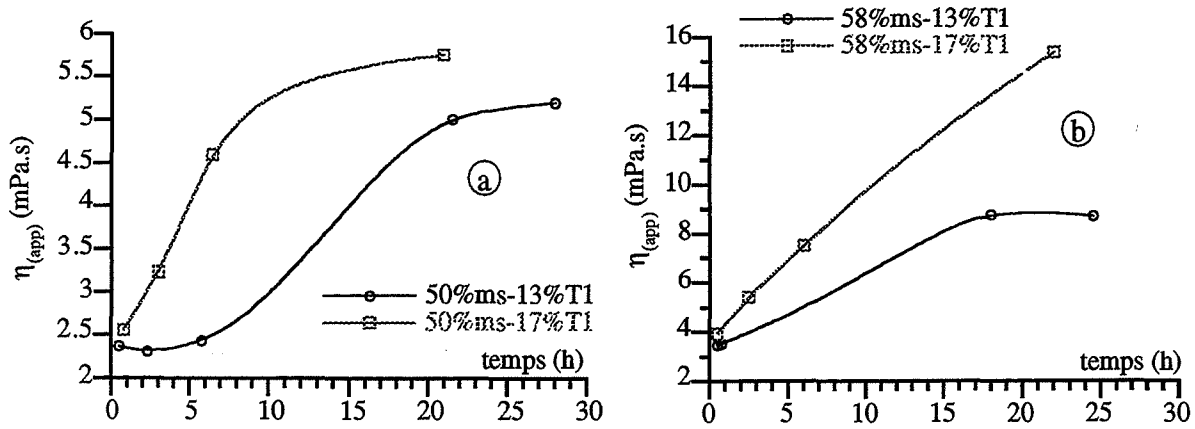 6
5.5
5
4.5
4
3.5
3
2.5
2
η(app) (mPa.s)
a
50%ms-13%T1
50%ms-17%T1
temps (h)
0 5 10 15 20 25 30
58%ms-13%T1
58%ms-17%T1
16
14
12
10
8
6
4
2
η(app) (mPa.s)
b
temps (h)
0 5 10 15 20 25 30